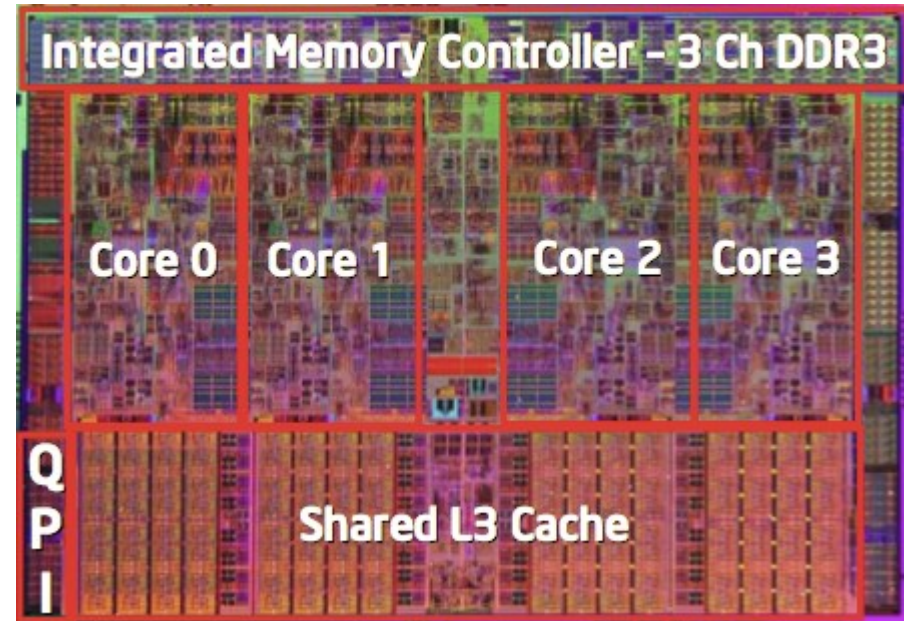 Integrated Memory Controller – 3 Ch DDR3
Core 0
Core 1
Core 2
Core 3
Q
P
I
Shared L3 Cache